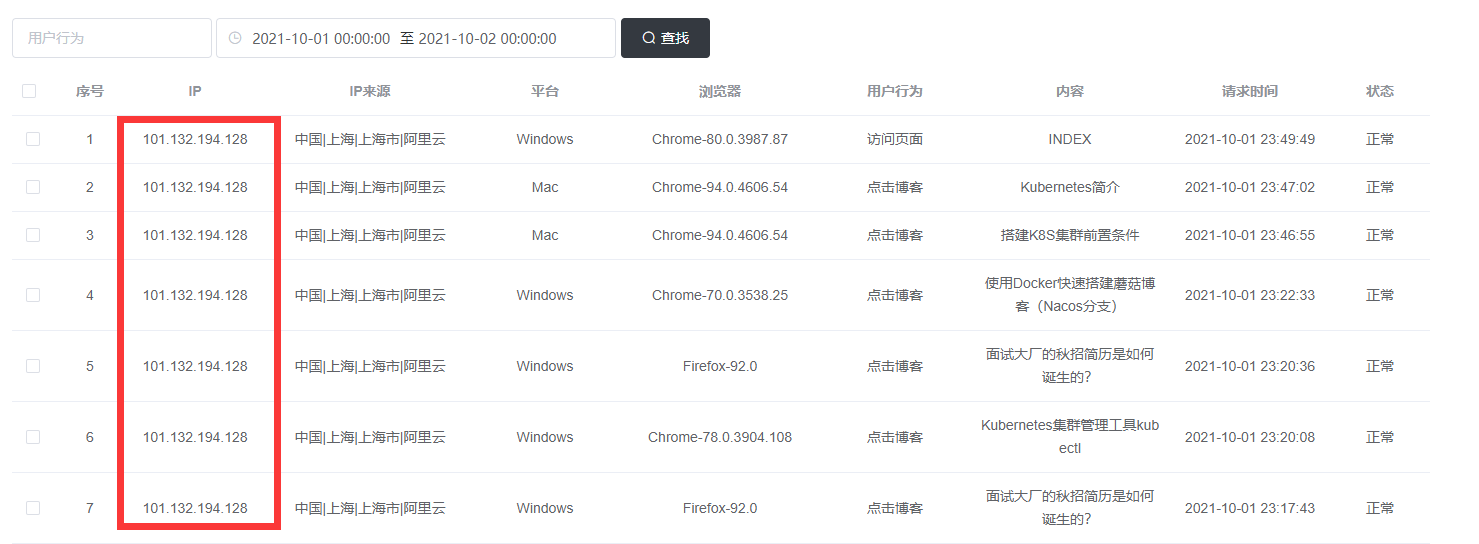 用户行为 2021-10-01 00:00:00 至 2021-10-02 00:00:00 查找
序号 IP IP来源 平台 浏览器 用户行为 内容 请求时间 状态
1 101.132.194.128 中国|上海|上海市|阿里云 Windows Chrome-80.0.3987.87 访问页面 INDEX 2021-10-01 23:49:49 正常
2 101.132.194.128 中国|上海|上海市|阿里云 Mac Chrome-94.0.4606.54 点击博客 Kubernetes简介 2021-10-01 23:47:02 正常
3 101.132.194.128 中国|上海|上海市|阿里云 Mac Chrome-94.0.4606.54 点击博客 搭建K8S集群前置条件 2021-10-01 23:46:55 正常
4 101.132.194.128 中国|上海|上海市|阿里云 Windows Chrome-70.0.3538.25 点击博客 使用Docker快速搭建蘑菇博 2021-10-01 23:22:33 正常
客（Nacos分支）
5 101.132.194.128 中国|上海|上海市|阿里云 Windows Firefox-92.0 点击博客 面试大厂的秋招简历是如何 2021-10-01 23:20:36 正常
诞生的？
6 101.132.194.128 中国|上海|上海市|阿里云 Windows Chrome-78.0.3904.108 点击博客 Kubernetes集群管理工具kub 2021-10-01 23:20:08 正常
ectl
7 101.132.194.128 中国|上海|上海市|阿里云 Windows Firefox-92.0 点击博客 面试大厂的秋招简历是如何 2021-10-01 23:17:43 正常
诞生的？